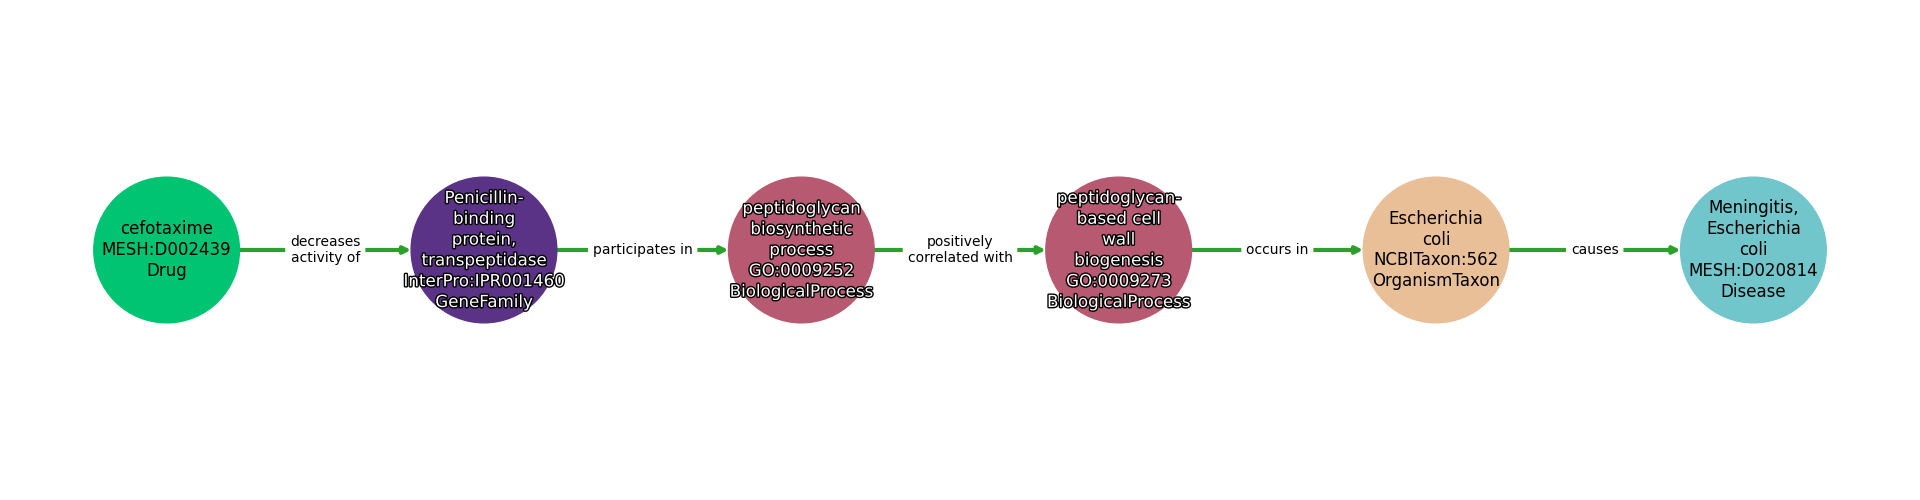 cefotaxime
MESH:D002439
Drug
decreases
activity of
Penicillin-
binding
protein,
transpeptidase
InterPro:IPR001460
GeneFamily
participates in
peptidoglycan
biosynthetic
process
GO:0009252
BiologicalProcess
positively
correlated with
peptidoglycan-
based cell
wall
biogenesis
GO:0009273
BiologicalProcess
occurs in
Escherichia
coli
NCBITaxon:562
OrganismTaxon
causes
Meningitis,
Escherichia
coli
MESH:D020814
Disease